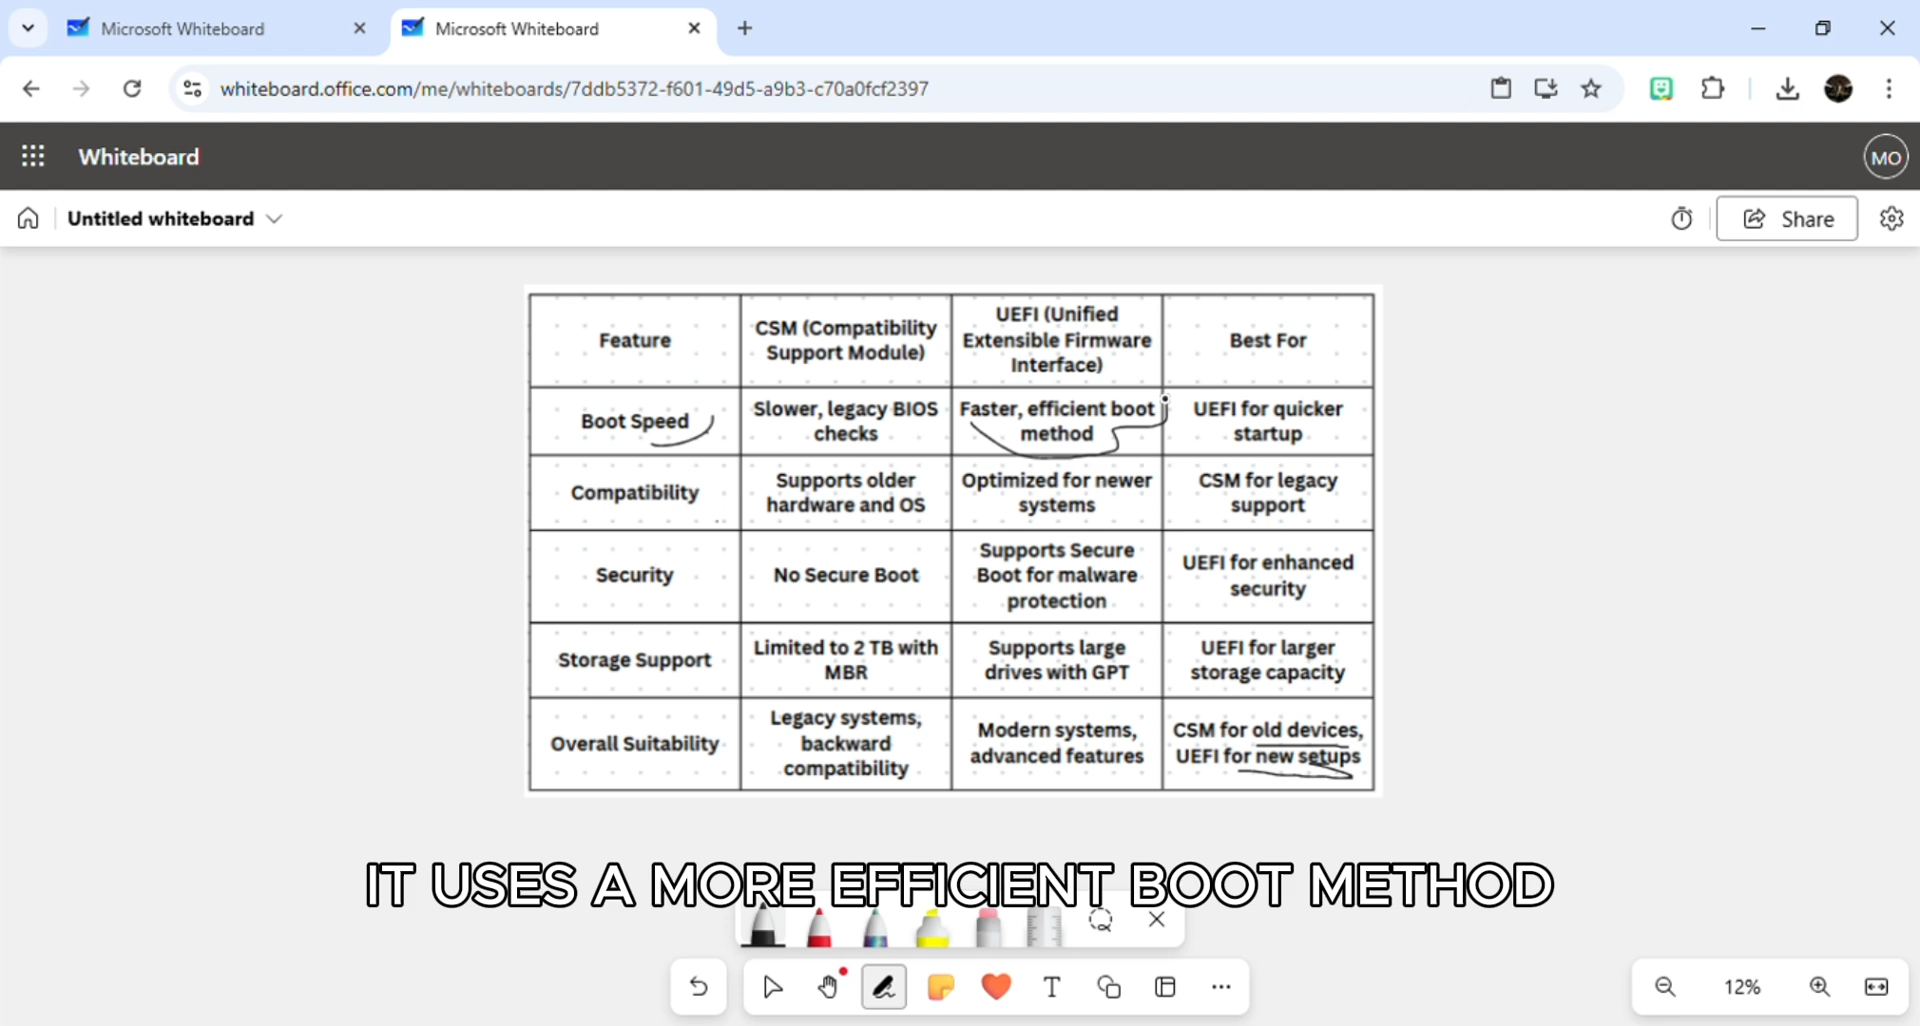 Microsoft Whiteboard
Microsoft Whiteboard
whiteboard.office.com/me/whiteboards/7ddb5372-f601-49d5-a9b3-c70a0fcf2397
Whiteboard
MO
Untitled whiteboard
Share
Feature
CSM (Compatibility
Support Module)
UEFI (Unified
Extensible Firmware
Interface)
Best For
Boot Speed
Slower, legacy BIOS
checks
Faster, efficient boot
method
UEFI for quicker
startup
Compatibility
Supports older
hardware and OS
Optimized for newer
systems
CSM for legacy
support
Security
No Secure Boot
Supports Secure
Boot for malware
protection
UEFI for enhanced
security
Storage Support
Limited to 2 TB with
MBR
Supports large
drives with GPT
UEFI for larger
storage capacity
Overall Suitability
Legacy systems,
backward
compatibility
Modern systems,
advanced features
CSM for old devices,
UEFI for new setups
IT USES A MORE EFFICIENT BOOT METHOD
12%